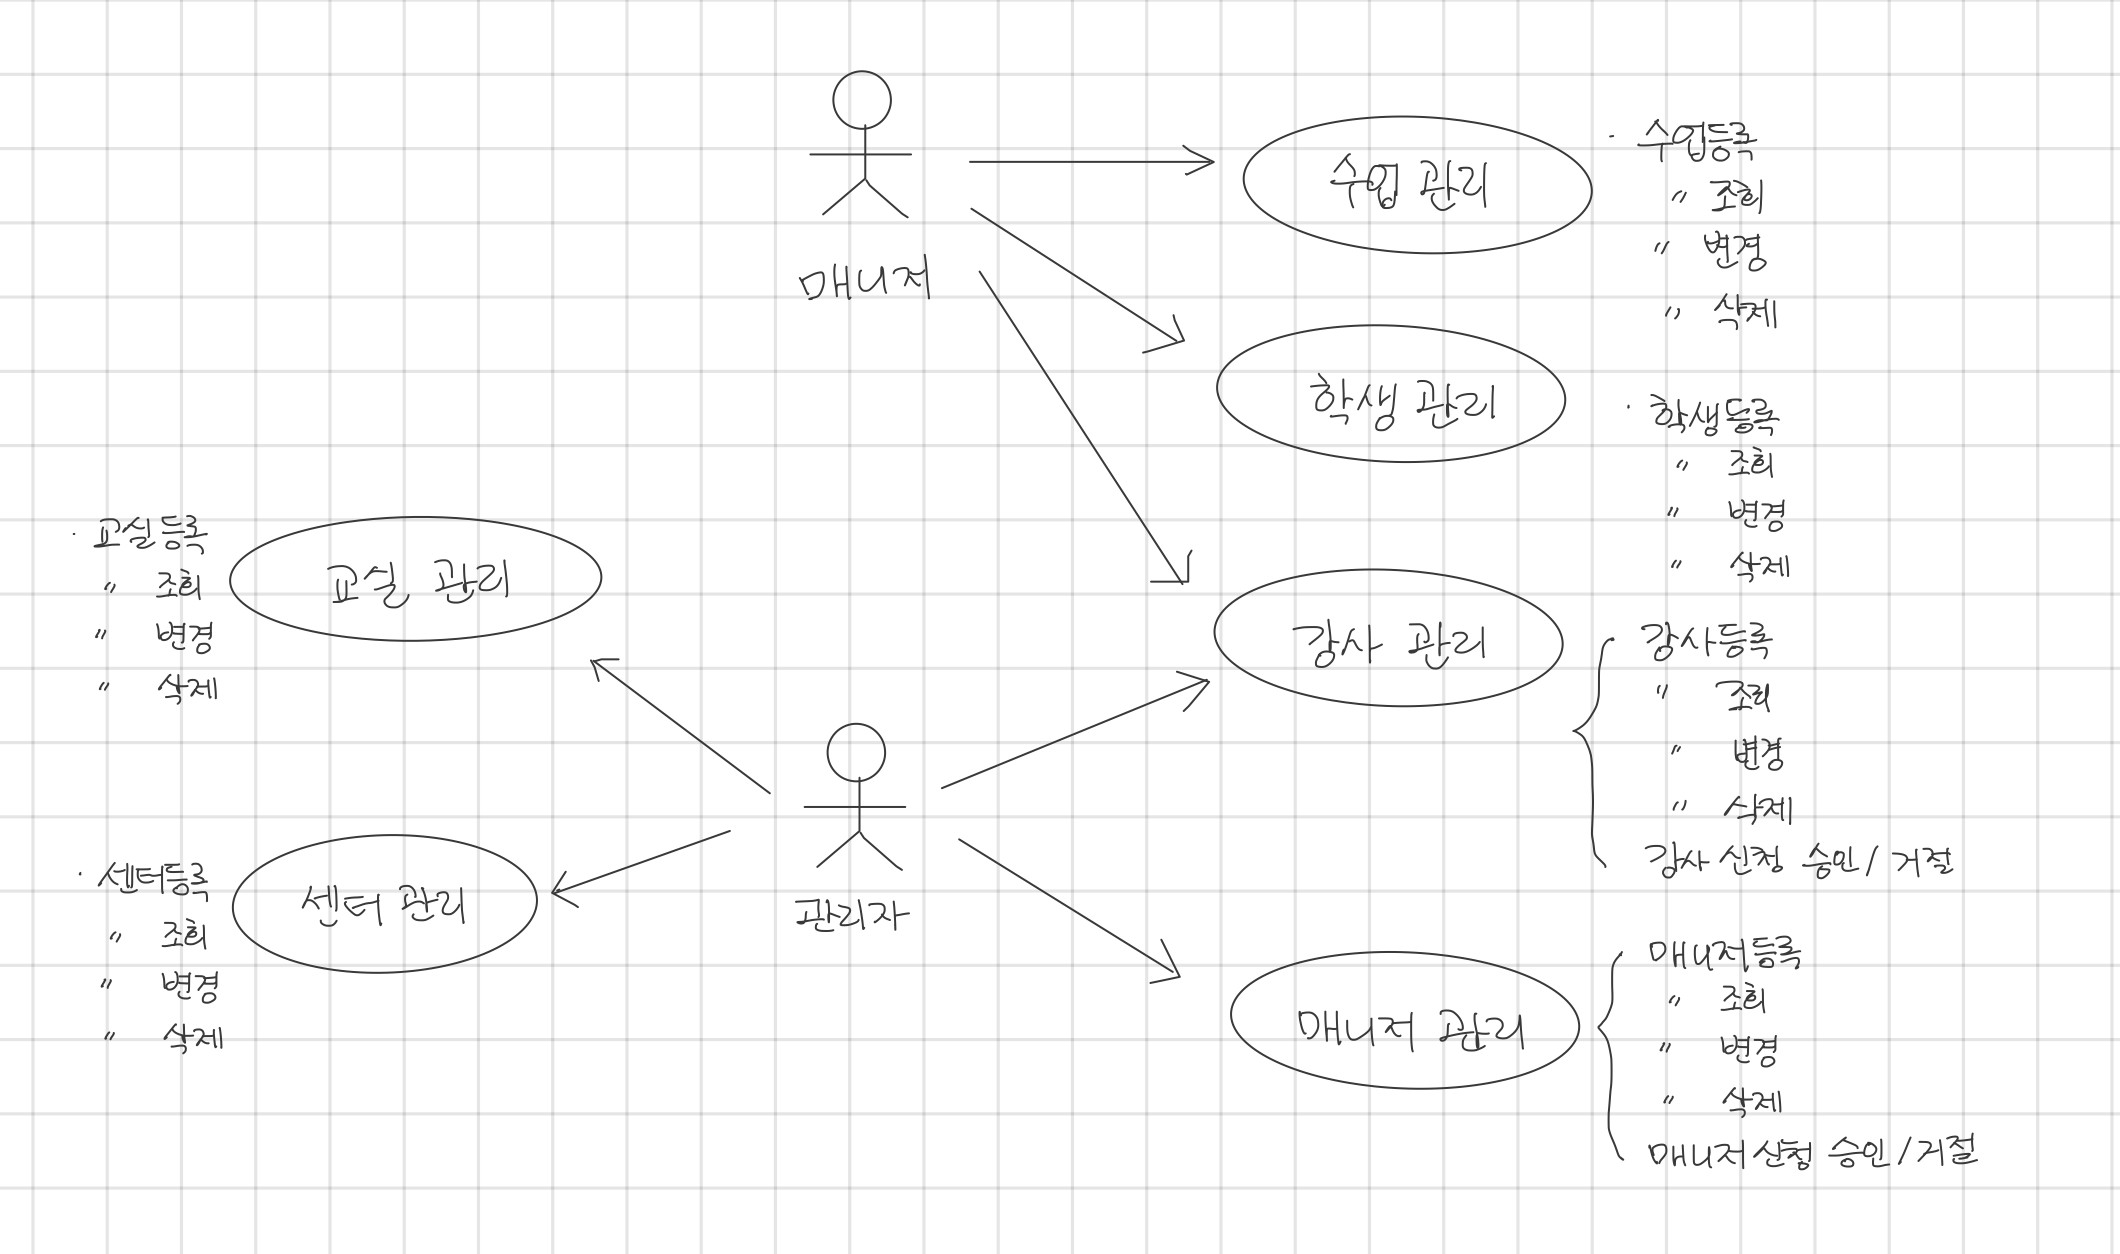 수업 관리
· 수업등록
〃 조회
〃 변경
〃 삭제
매니저
학생 관리
· 학생등록
〃 조회
〃 변경
〃 삭제
· 교실등록
〃 조회
〃 변경
〃 삭제
교실 관리
강사 관리
강사등록
〃 조회
〃 변경
〃 삭제
강사 신청 승인 / 거절
· 센터등록
〃 조회
〃 변경
〃 삭제
센터 관리
관리자
매니저 관리
매니저등록
〃 조회
〃 변경
〃 삭제
매니저 신청 승인 / 거절